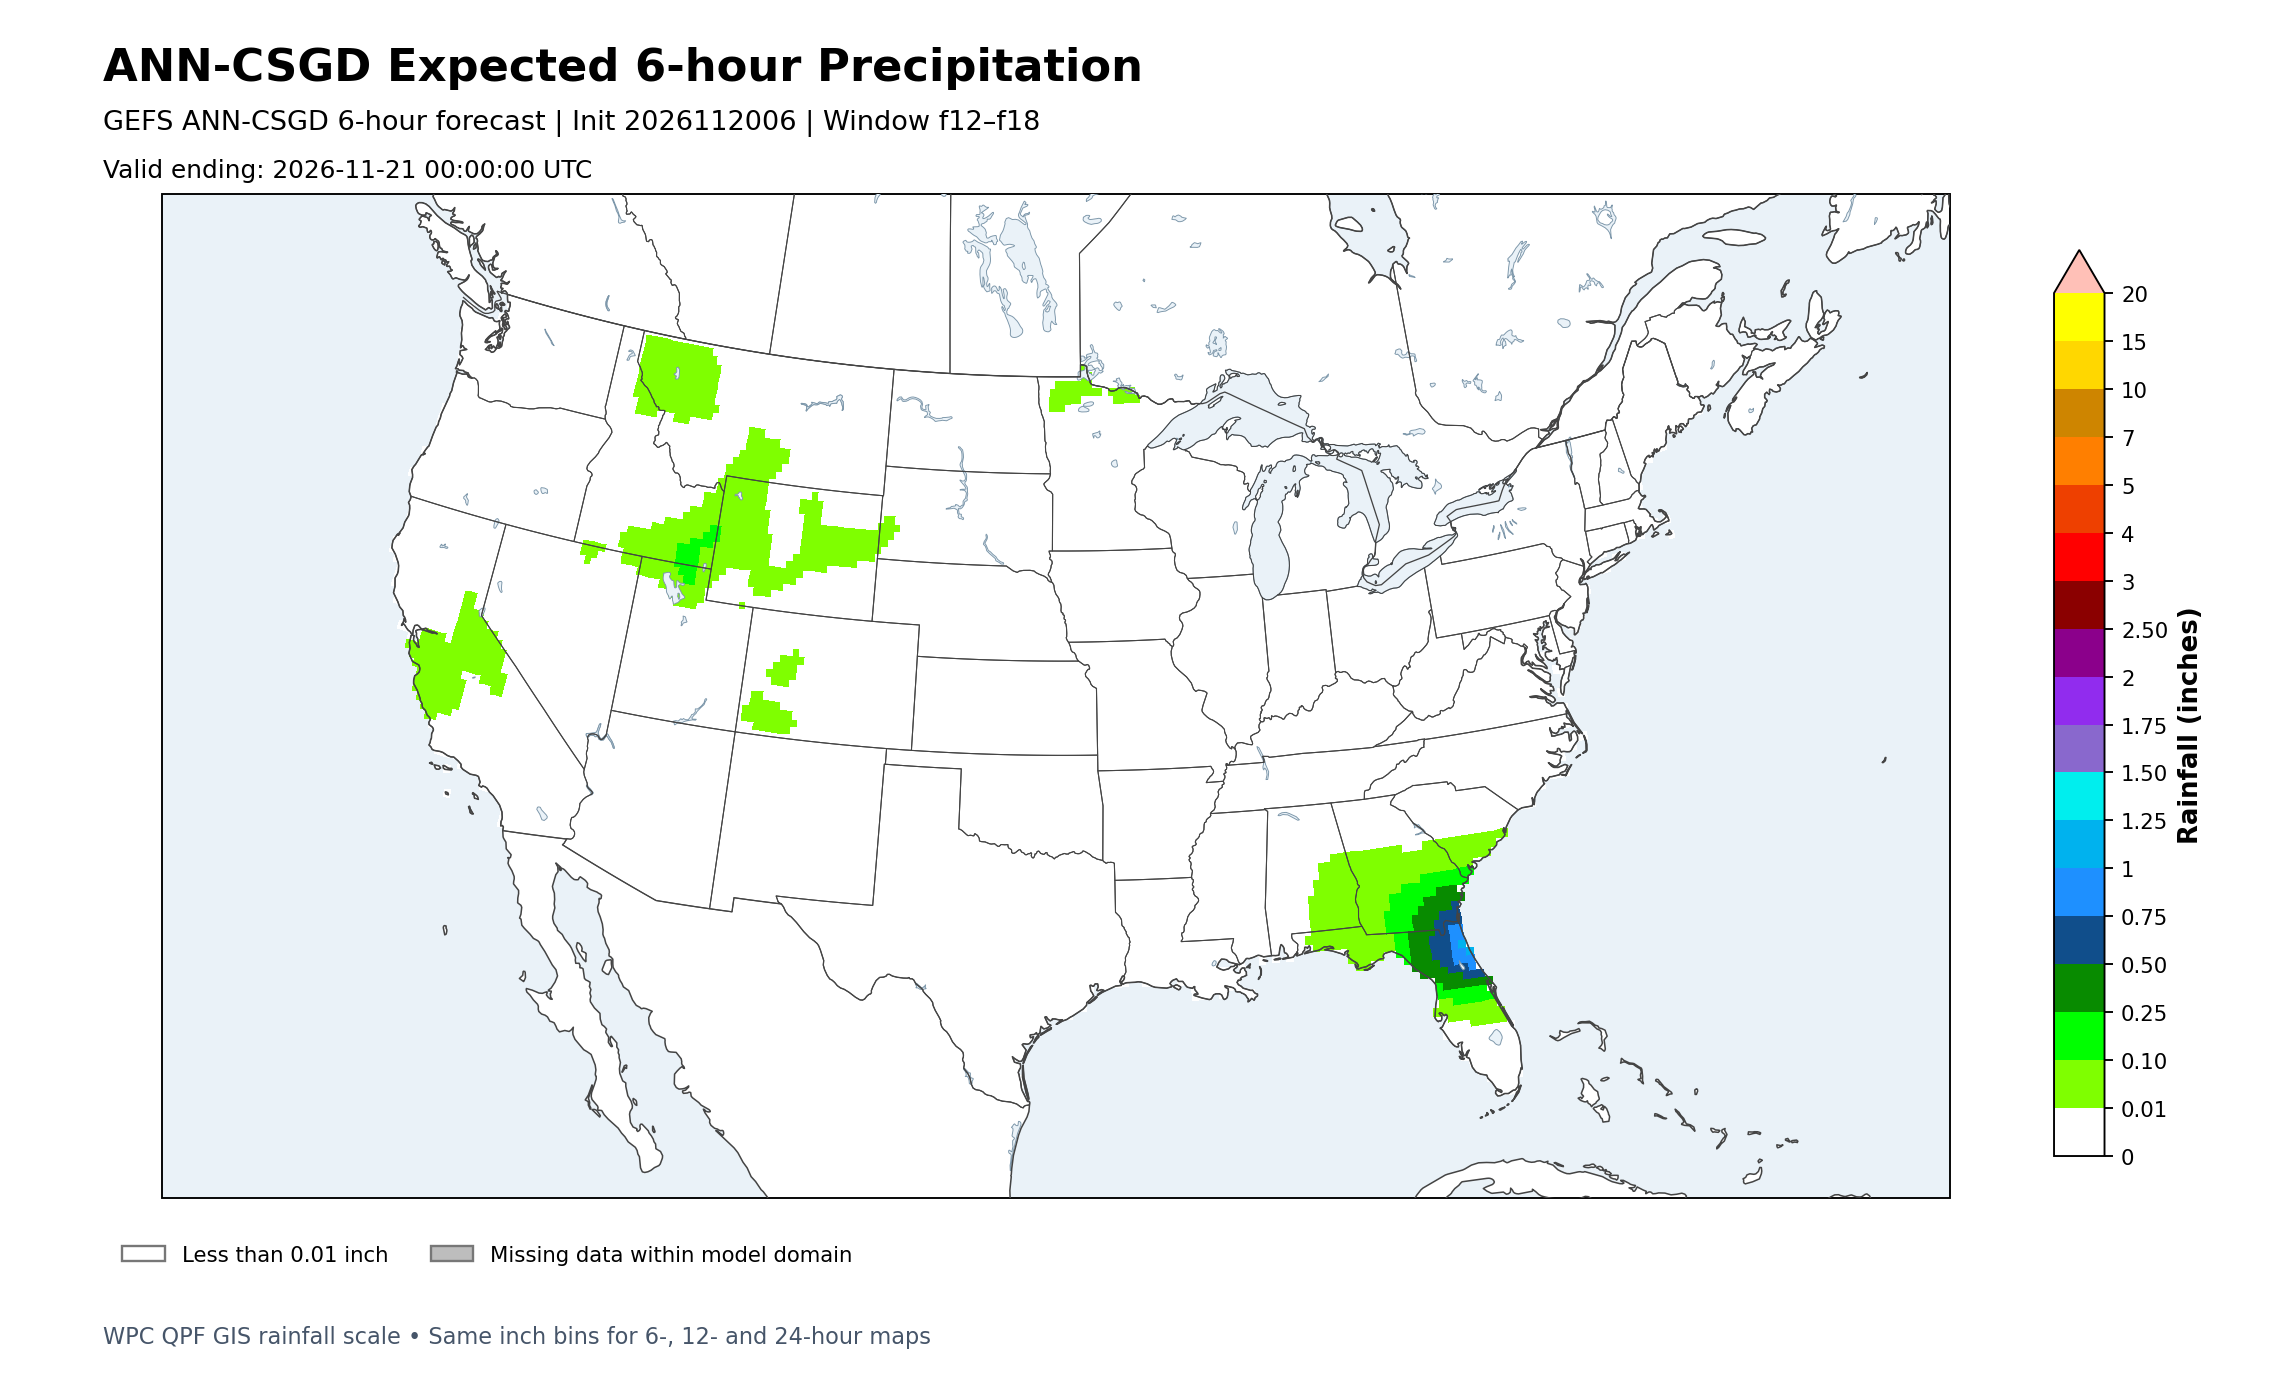 ANN-CSGD Expected 6-hour Precipitation
GEFS ANN-CSGD 6-hour forecast | Init 2026112006 | Window f12–f18
Valid ending: 2026-11-21 00:00:00 UTC
20
15
10
7
5
4
3
2.50
2
1.75
1.50
1.25
1
0.75
0.50
0.25
0.10
0.01
0
Rainfall (inches)
Less than 0.01 inch
Missing data within model domain
WPC QPF GIS rainfall scale • Same inch bins for 6-, 12- and 24-hour maps